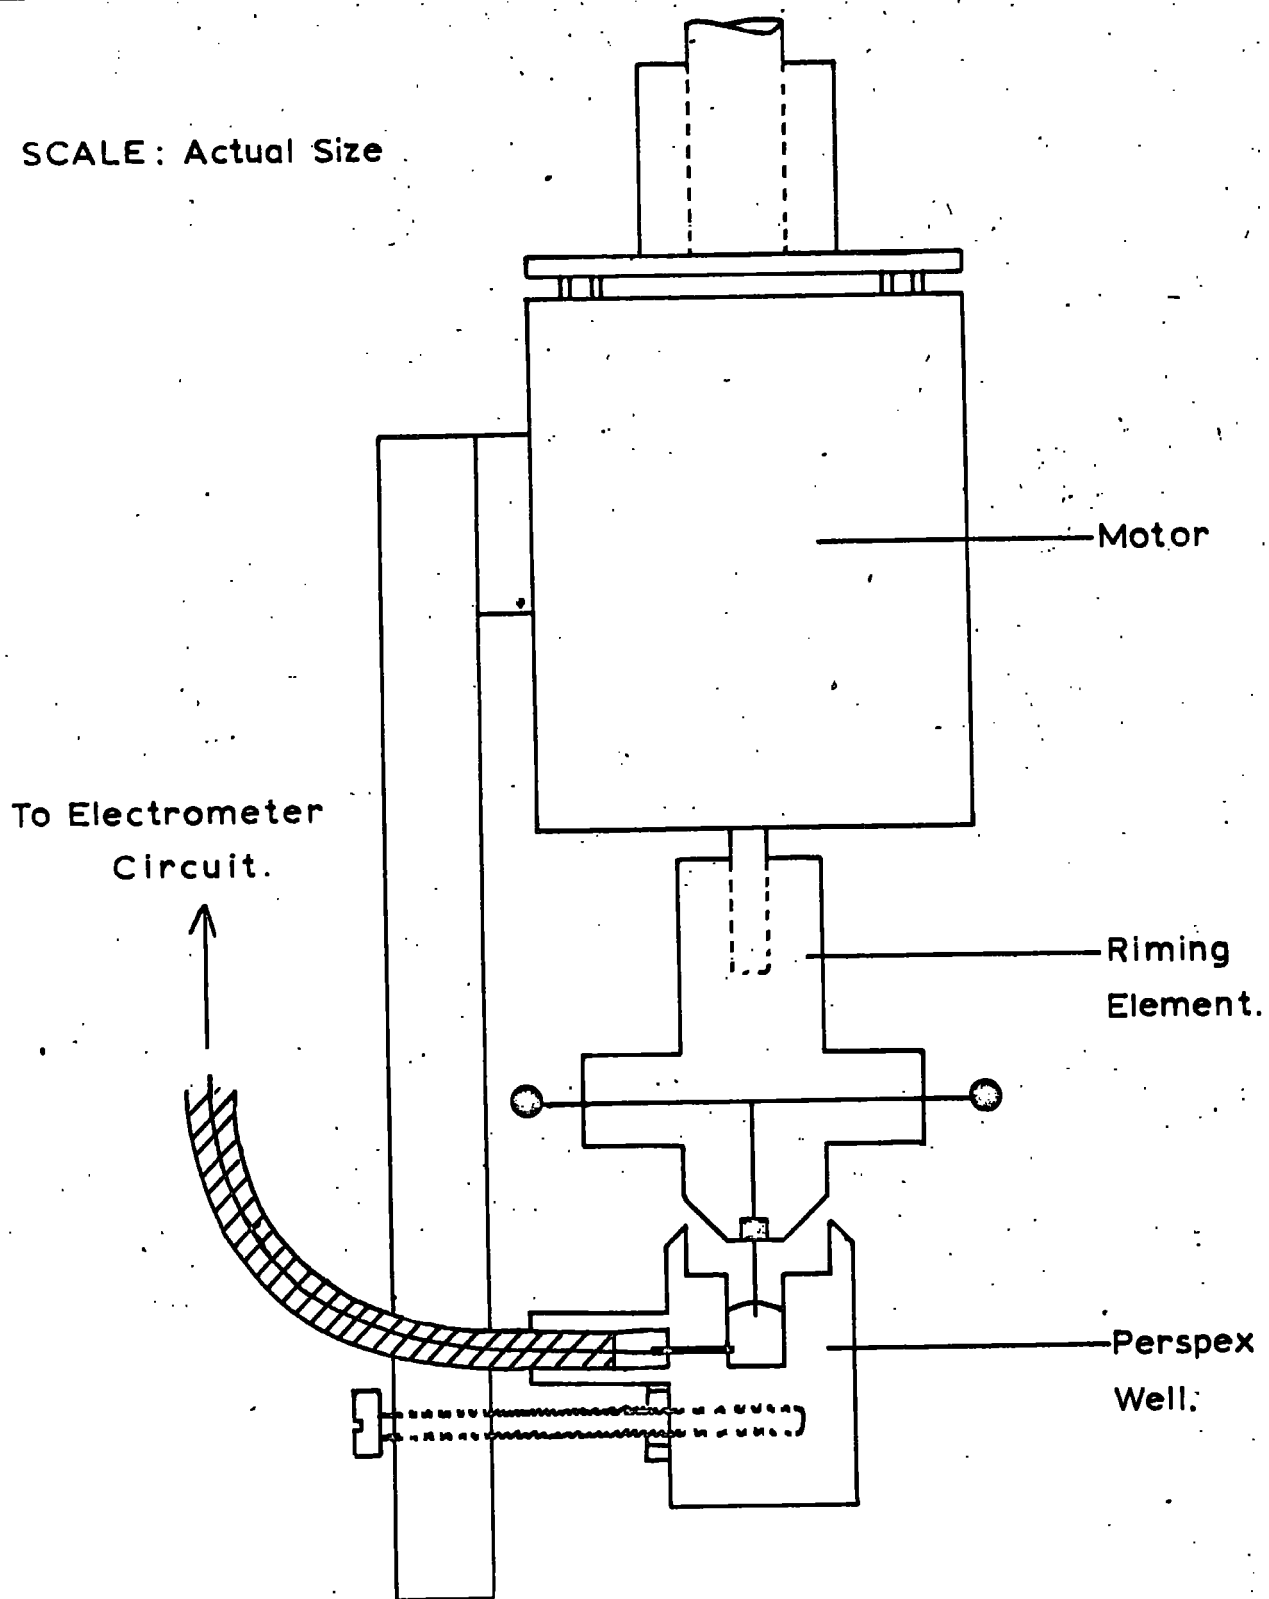 SCALE: Actual Size
Motor
To Electrometer
Circuit.
Riming
Element.
Perspex
Well.